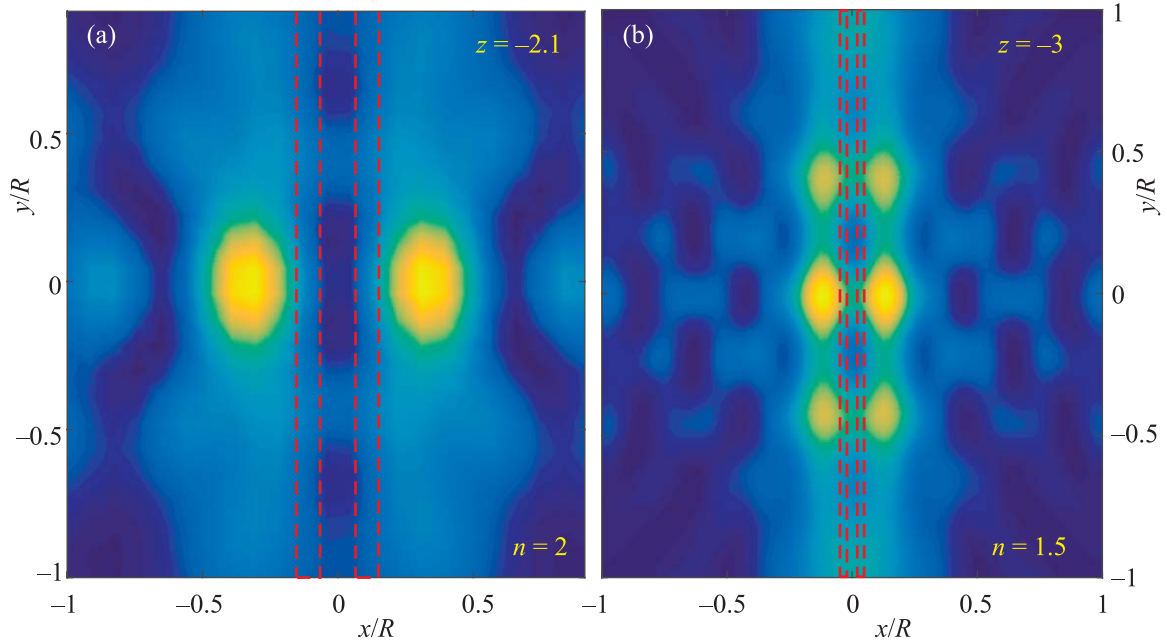 (a)
z = –2.1
0.5
0
–0.5
–1
y/R
n = 2
–1
–0.5
0
0.5
x/R
(b)
z = –3
1
0.5
0
–0.5
–1
y/R
n = 1.5
–1
–0.5
0
0.5
1
x/R